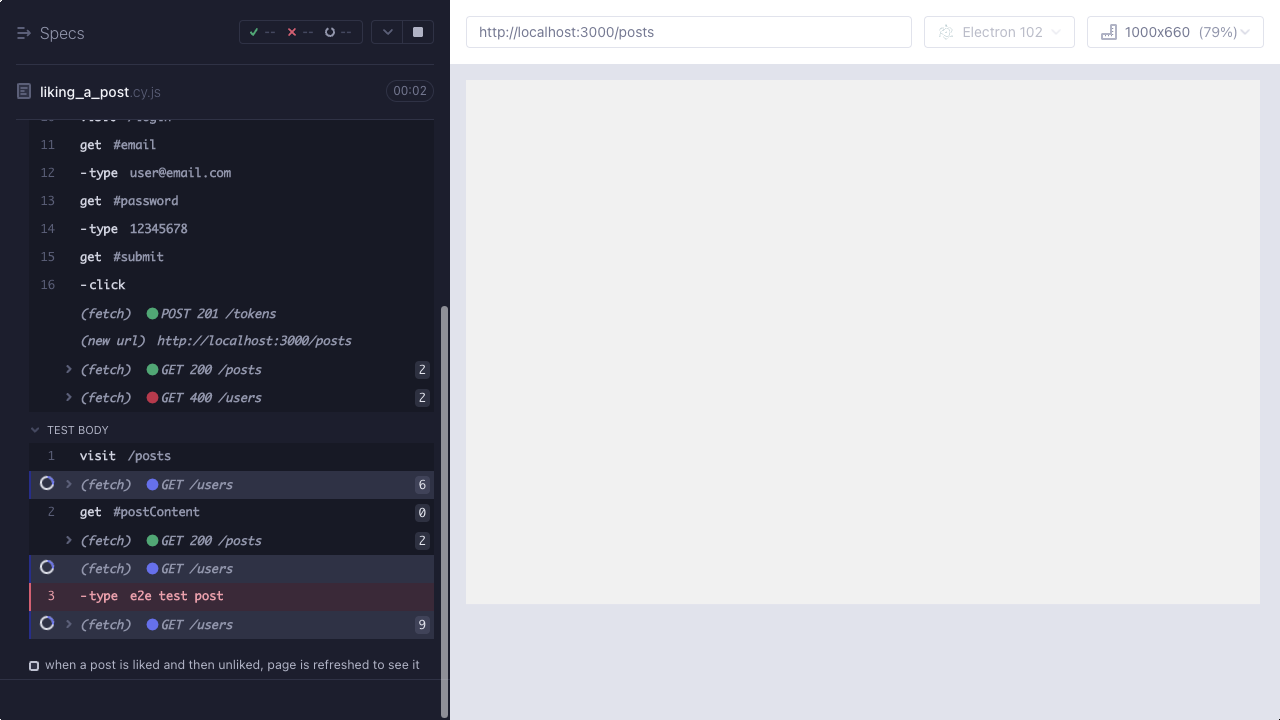 Specs
-- -- --
liking_a_post.cy.js 00:02
11 get #email
12 -type user@email.com
13 get #password
14 -type 12345678
15 get #submit
16 -click
(fetch) POST 201 /tokens
(new url) http://localhost:3000/posts
(fetch) GET 200 /posts 2
(fetch) GET 400 /users 2
TEST BODY
1 visit /posts
(fetch) GET /users 6
2 get #postContent 0
(fetch) GET 200 /posts 2
(fetch) GET /users
3 -type e2e test post
(fetch) GET /users 9
when a post is liked and then unliked, page is refreshed to see it
http://localhost:3000/posts
Electron 102
1000x660 (79%)